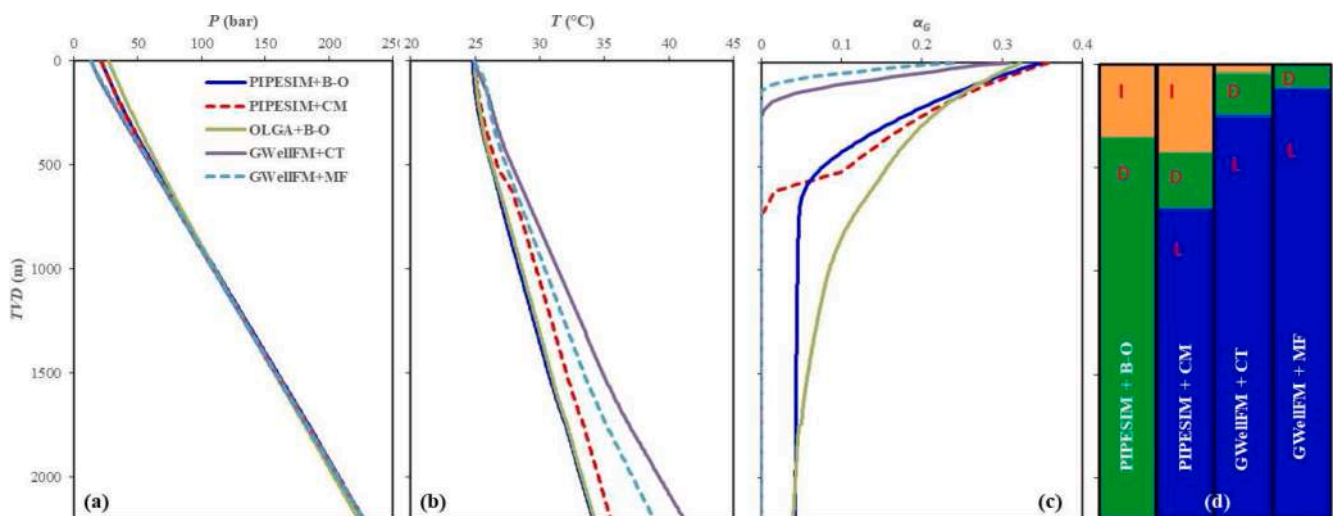 P (bar)
0 50 100 150 200 250
T (°C)
20 25 30 35 40 45
α_G
0 0.1 0.2 0.3 0.4
TVD (m)
0
500
1000
1500
2000
PIPESIM+B-O
PIPESIM+CM
OLGA+B-O
GWellFM+CT
GWellFM+MF
(a)
(b)
(c)
(d)
I
D
PIPESIM + B-O
I
D
L
PIPESIM + CM
D
L
GWellFM + CT
D
L
GWellFM + MF